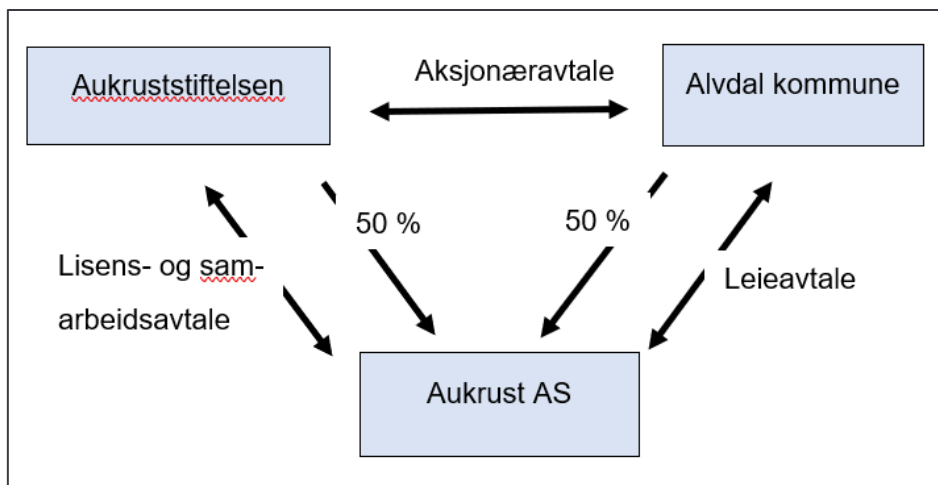 Aukruststiftelsen
Aksjonæravtale
Alvdal kommune
50 %
50 %
Lisens- og sam-
arbeidsavtale
Leieavtale
Aukrust AS